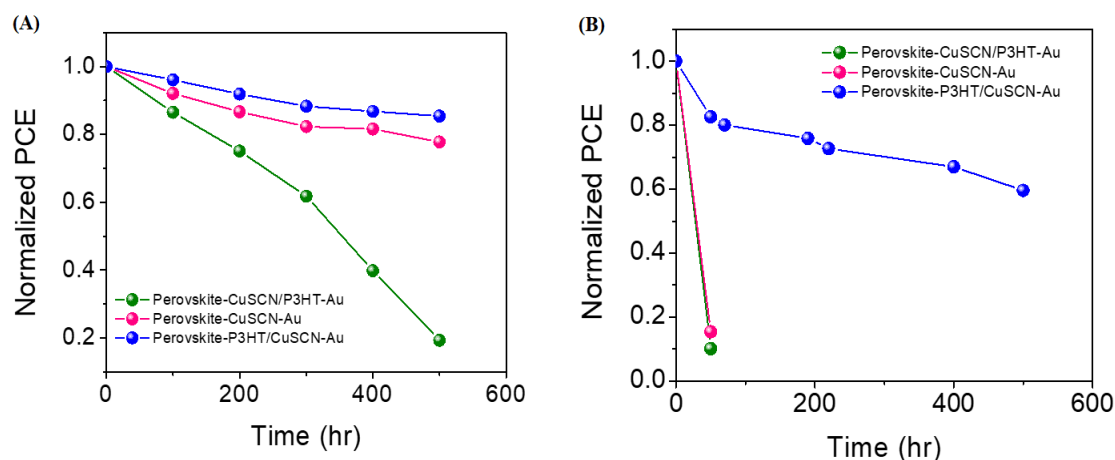 (A)
Normalized PCE
1.0
0.8
0.6
0.4
0.2
Perovskite-CuSCN/P3HT-Au
Perovskite-CuSCN-Au
Perovskite-P3HT/CuSCN-Au
0
200
400
600
Time (hr)
(B)
Normalized PCE
1.0
0.8
0.6
0.4
0.2
0.0
Perovskite-CuSCN/P3HT-Au
Perovskite-CuSCN-Au
Perovskite-P3HT/CuSCN-Au
0
200
400
600
Time (hr)